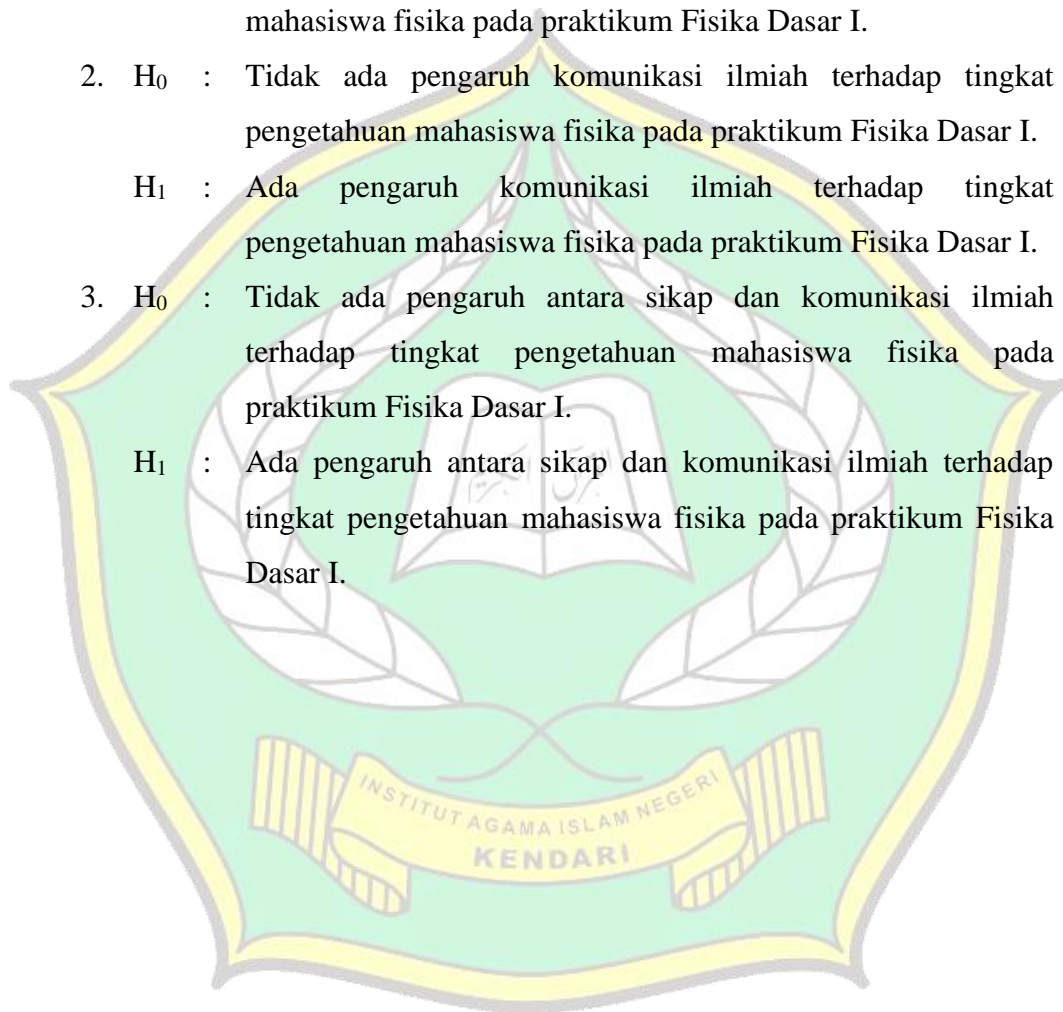 mahasiswa fisika pada praktikum Fisika Dasar I.
2. H₀ : Tidak ada pengaruh komunikasi ilmiah terhadap tingkat
pengetahuan mahasiswa fisika pada praktikum Fisika Dasar I.
H₁ : Ada pengaruh komunikasi ilmiah terhadap tingkat
pengetahuan mahasiswa fisika pada praktikum Fisika Dasar I.
3. H₀ : Tidak ada pengaruh antara sikap dan komunikasi ilmiah
terhadap tingkat pengetahuan mahasiswa fisika pada
praktikum Fisika Dasar I.
H₁ : Ada pengaruh antara sikap dan komunikasi ilmiah terhadap
tingkat pengetahuan mahasiswa fisika pada praktikum Fisika
Dasar I.
INSTITUT AGAMA ISLAM NEGERI
KENDARI